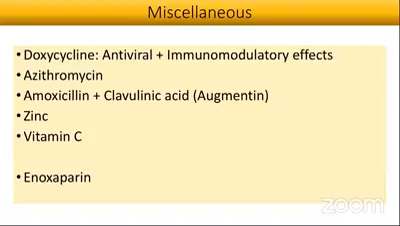 Miscellaneous
• Doxycycline: Antiviral + Immunomodulatory effects
• Azithromycin
• Amoxicillin + Clavulinic acid (Augmentin)
• Zinc
• Vitamin C
• Enoxaparin
zoom